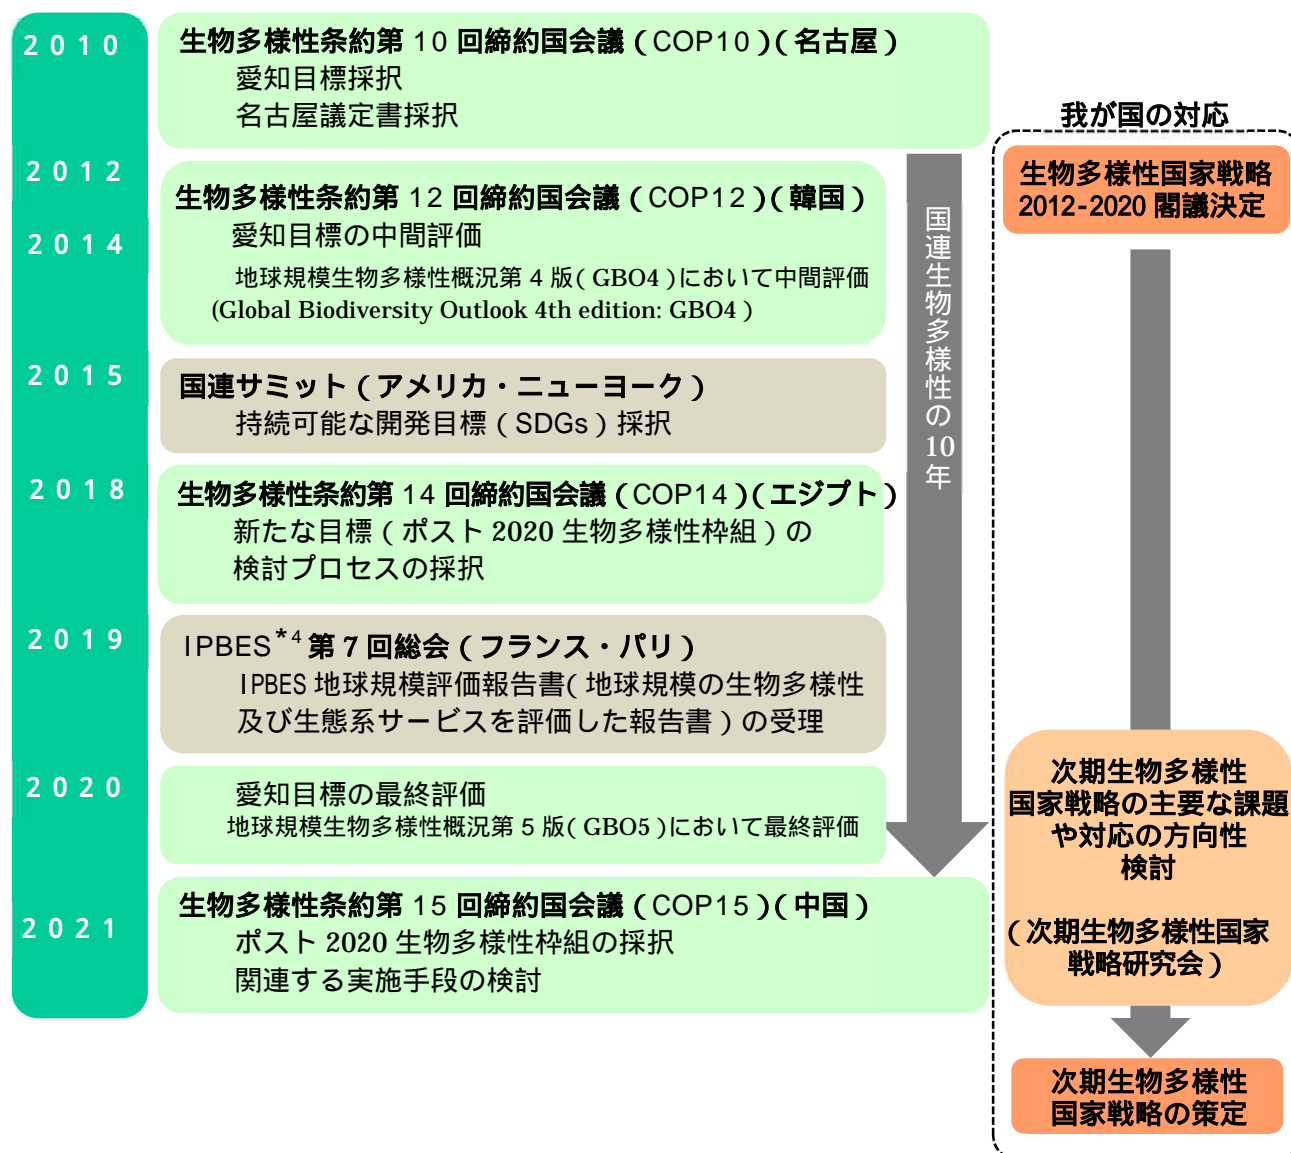 2010
生物多様性条約第 10 回締約国会議（COP10）(名古屋）
愛知目標採択
名古屋議定書採択
2012
2014
生物多様性条約第 12 回締約国会議（COP12）(韓国）
愛知目標の中間評価
地球規模生物多様性概況第 4 版( GBO4 )において中間評価
(Global Biodiversity Outlook 4th edition: GBO4 )
2015
国連サミット（アメリカ・ニューヨーク）
持続可能な開発目標（SDGs）採択
2018
生物多様性条約第 14 回締約国会議（COP14）(エジプト）
新たな目標（ポスト 2020 生物多様性枠組）の
検討プロセスの採択
2019
IPBES*4 第 7 回総会（フランス・パリ）
IPBES 地球規模評価報告書( 地球規模の生物多様性
及び生態系サービスを評価した報告書）の受理
2020
愛知目標の最終評価
地球規模生物多様性概況第 5 版( GBO5 )において最終評価
2021
生物多様性条約第 15 回締約国会議（COP15）(中国）
ポスト 2020 生物多様性枠組の採択
関連する実施手段の検討
国連生物多様性の10年
我が国の対応
生物多様性国家戦略
2012-2020 閣議決定
次期生物多様性
国家戦略の主要な課題
や対応の方向性
検討
（次期生物多様性国家
戦略研究会）
次期生物多様性
国家戦略の策定